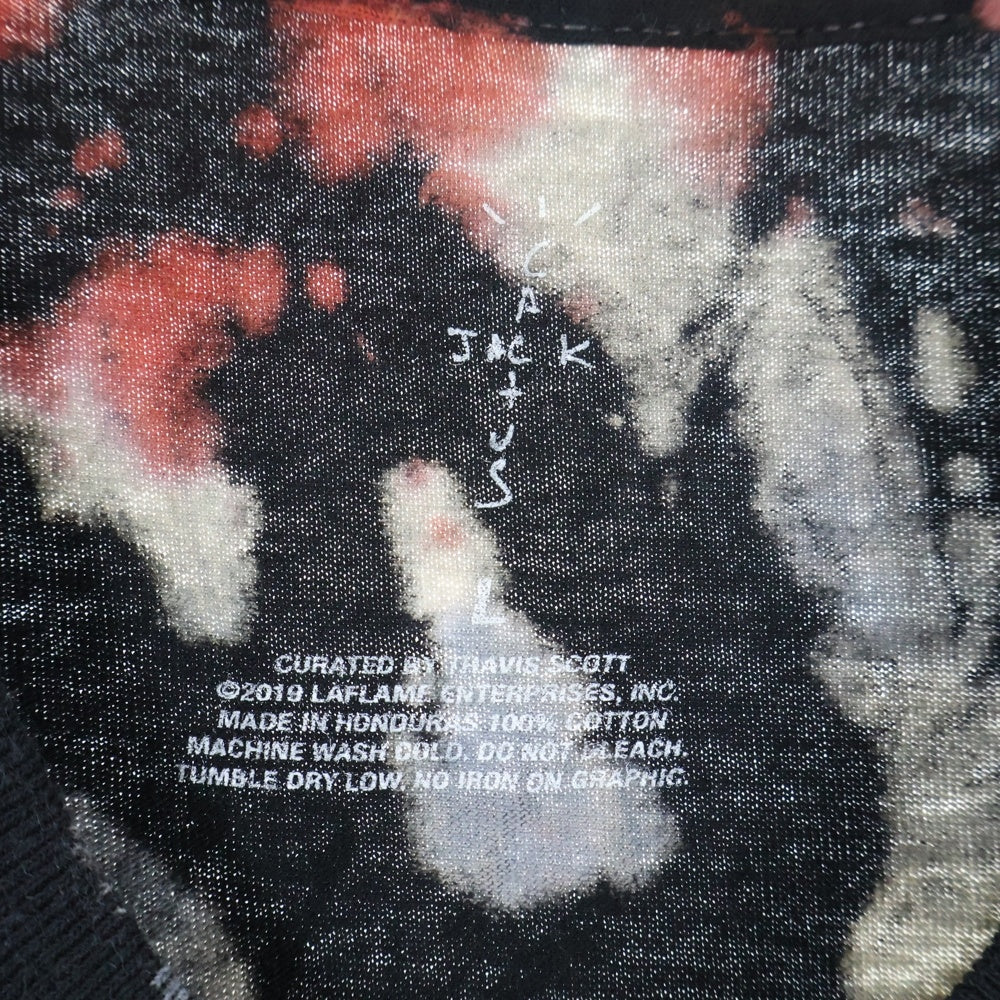 CACTUS
JACK
L
CURATED BY TRAVIS SCOTT
©2019 LAFLAME ENTERPRISES, INC.
MADE IN HONDURAS 100% COTTON
MACHINE WASH COLD. DO NOT BLEACH.
TUMBLE DRY LOW. NO IRON ON GRAPHIC.